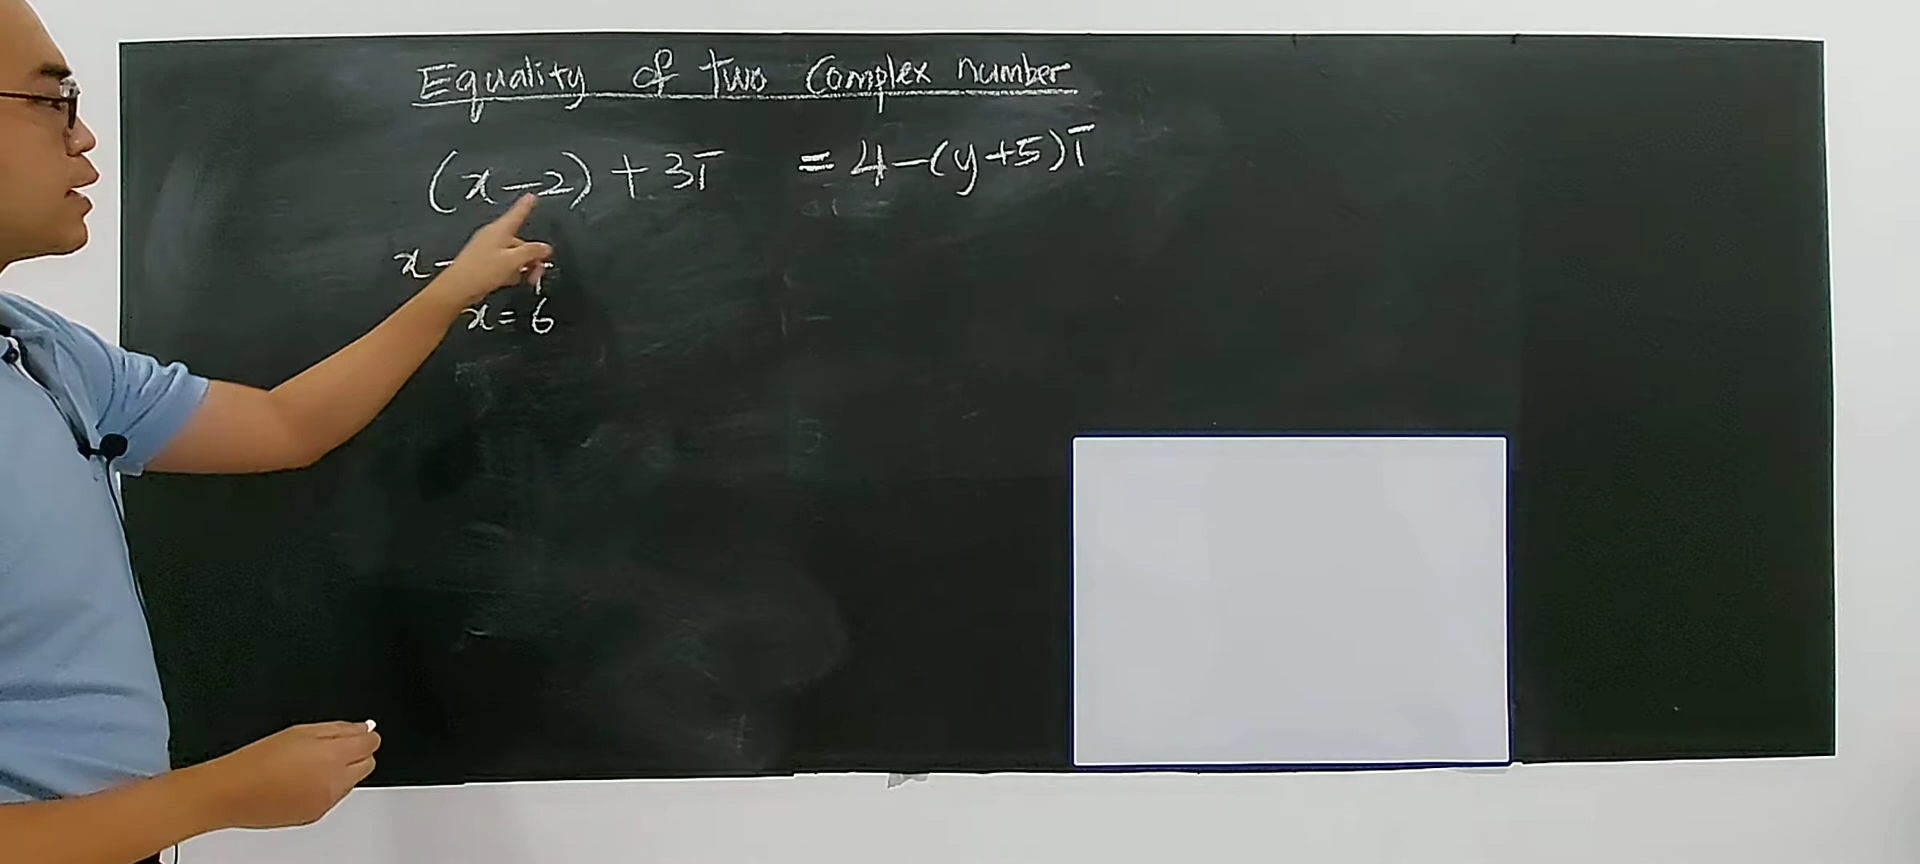 Equality of two Complex number
(x-2) + 3i = 4-(y+5)i
x-
x = 6